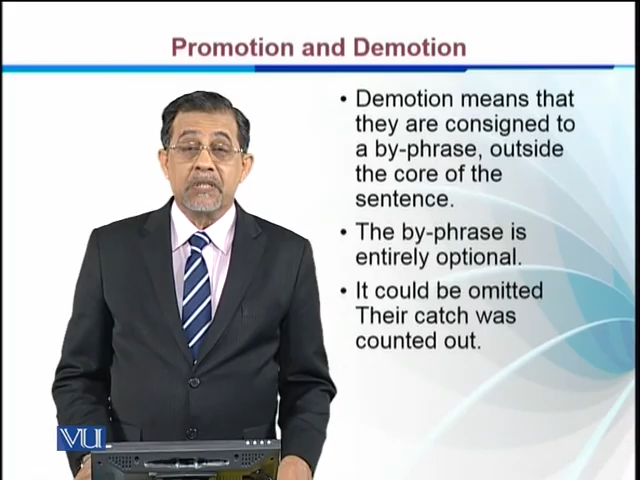 Promotion and Demotion
• Demotion means that
they are consigned to
a by-phrase, outside
the core of the
sentence.
• The by-phrase is
entirely optional.
• It could be omitted
Their catch was
counted out.
VU